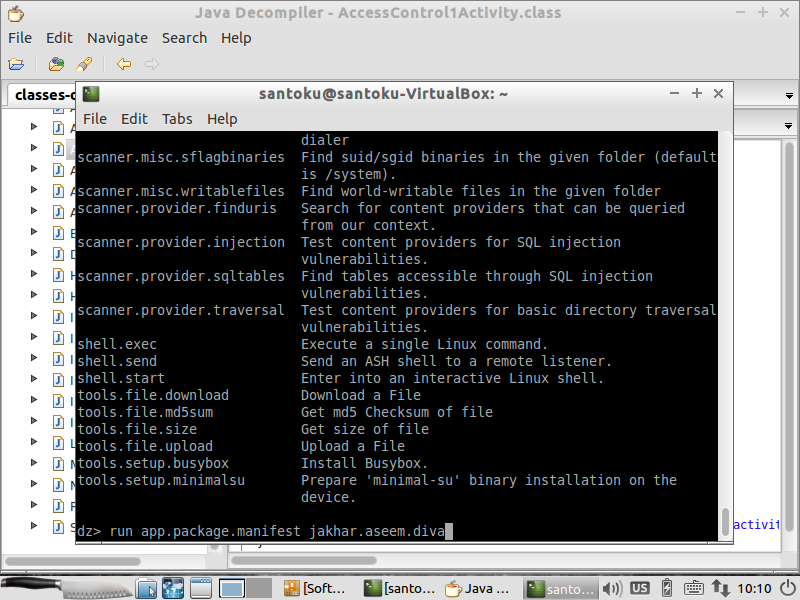 Java Decompiler - AccessControl1Activity.class
File Edit Navigate Search Help
classes-
santoku@santoku-VirtualBox: ~
File Edit Tabs Help
dialer
scanner.misc.sflagbinaries Find suid/sgid binaries in the given folder (default
is /system).
scanner.misc.writablefiles Find world-writable files in the given folder
scanner.provider.finduris Search for content providers that can be queried
from our context.
scanner.provider.injection Test content providers for SQL injection
vulnerabilities.
scanner.provider.sqltables Find tables accessible through SQL injection
vulnerabilities.
scanner.provider.traversal Test content providers for basic directory traversal
vulnerabilities.
shell.exec Execute a single Linux command.
shell.send Send an ASH shell to a remote listener.
shell.start Enter into an interactive Linux shell.
tools.file.download Download a File
tools.file.md5sum Get md5 Checksum of file
tools.file.size Get size of file
tools.file.upload Upload a File
tools.setup.busybox Install Busybox.
tools.setup.minimalsu Prepare 'minimal-su' binary installation on the
device.
dz> run app.package.manifest jakhar.aseem.diva
activit
[Soft... [santo... Java ... santo... US 10:10